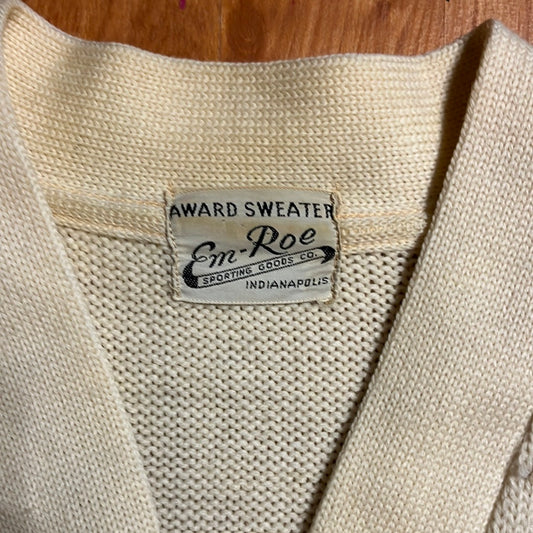 AWARD SWEATER
Em-Roe
SPORTING GOODS CO.
INDIANAPOLIS